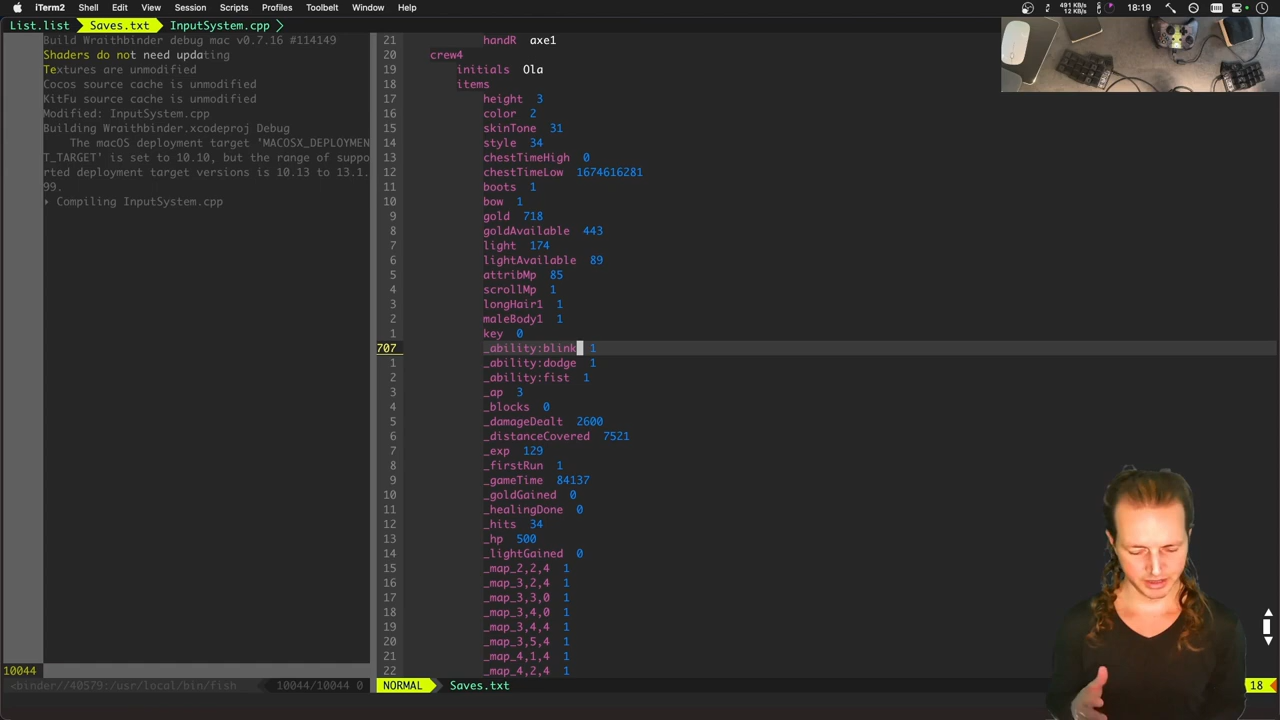 iTerm2 Shell Edit View Session Scripts Profiles Toolbelt Window Help 491 KB/s 12 KB/s 18:19
List.list Saves.txt InputSystem.cpp
Build Wraithbinder debug mac v0.7.16 #114149
Shaders do not need updating
Textures are unmodified
Cocos source cache is unmodified
KitFu source cache is unmodified
Modified: InputSystem.cpp
Building Wraithbinder.xcodeproj Debug
The macOS deployment target 'MACOSX_DEPLOYMEN
T_TARGET' is set to 10.10, but the range of suppo
rted deployment target versions is 10.13 to 13.1.
99.
▸ Compiling InputSystem.cpp
10044
<binder//40579:/usr/local/bin/fish 10044/10044 0
21 handR axe1
20 crew4
19 initials Ola
18 items
17 height 3
16 color 2
15 skinTone 31
14 style 34
13 chestTimeHigh 0
12 chestTimeLow 1674616281
11 boots 1
10 bow 1
9 gold 718
8 goldAvailable 443
7 light 174
6 lightAvailable 89
5 attribMp 85
4 scrollMp 1
3 longHair1 1
2 maleBody1 1
1 key 0
707 _ability:blink 1
1 _ability:dodge 1
2 _ability:fist 1
3 _ap 3
4 _blocks 0
5 _damageDealt 2600
6 _distanceCovered 7521
7 _exp 129
8 _firstRun 1
9 _gameTime 84137
10 _goldGained 0
11 _healingDone 0
12 _hits 34
13 _hp 500
14 _lightGained 0
15 _map_2,2,4 1
16 _map_3,2,4 1
17 _map_3,3,0 1
18 _map_3,4,0 1
19 _map_3,4,4 1
20 _map_3,5,4 1
21 _map_4,1,4 1
22 _map_4,2,4 1
NORMAL Saves.txt 18